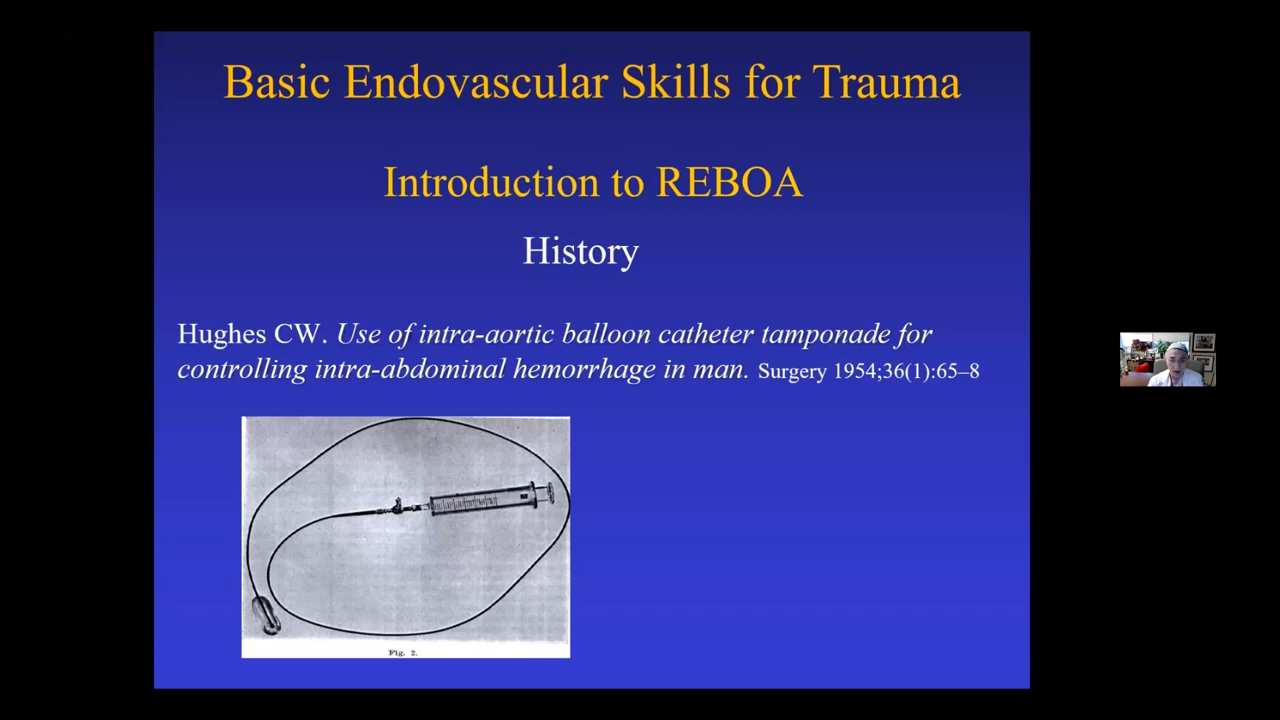 Basic Endovascular Skills for Trauma
Introduction to REBOA
History
Hughes CW. Use of intra-aortic balloon catheter tamponade for
controlling intra-abdominal hemorrhage in man. Surgery 1954;36(1):65–8
Fig. 2.